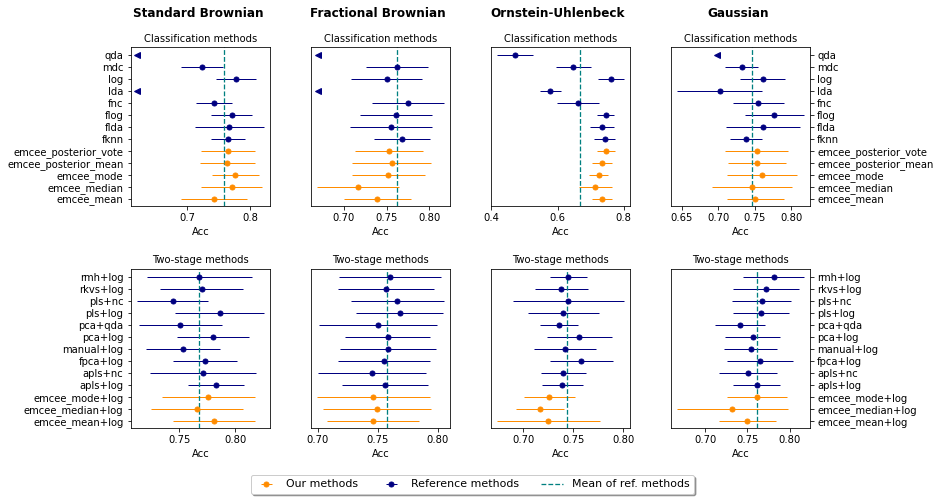 Standard Brownian Fractional Brownian Ornstein-Uhlenbeck Gaussian
Classification methods Classification methods Classification methods Classification methods
qda qda
mdc mdc
log log
lda lda
fnc fnc
flog flog
flda flda
fknn fknn
emcee_posterior_vote emcee_posterior_vote
emcee_posterior_mean emcee_posterior_mean
emcee_mode emcee_mode
emcee_median emcee_median
emcee_mean emcee_mean
0.7 0.8 0.70 0.75 0.80 0.4 0.6 0.8 0.65 0.70 0.75 0.80
Acc Acc Acc Acc
Two-stage methods Two-stage methods Two-stage methods Two-stage methods
rmh+log rmh+log
rkvs+log rkvs+log
pls+nc pls+nc
pls+log pls+log
pca+qda pca+qda
pca+log pca+log
manual+log manual+log
fpca+log fpca+log
apls+nc apls+nc
apls+log apls+log
emcee_mode+log emcee_mode+log
emcee_median+log emcee_median+log
emcee_mean+log emcee_mean+log
0.75 0.80 0.70 0.75 0.80 0.70 0.75 0.80 0.70 0.75 0.80
Acc Acc Acc Acc
Our methods Reference methods Mean of ref. methods